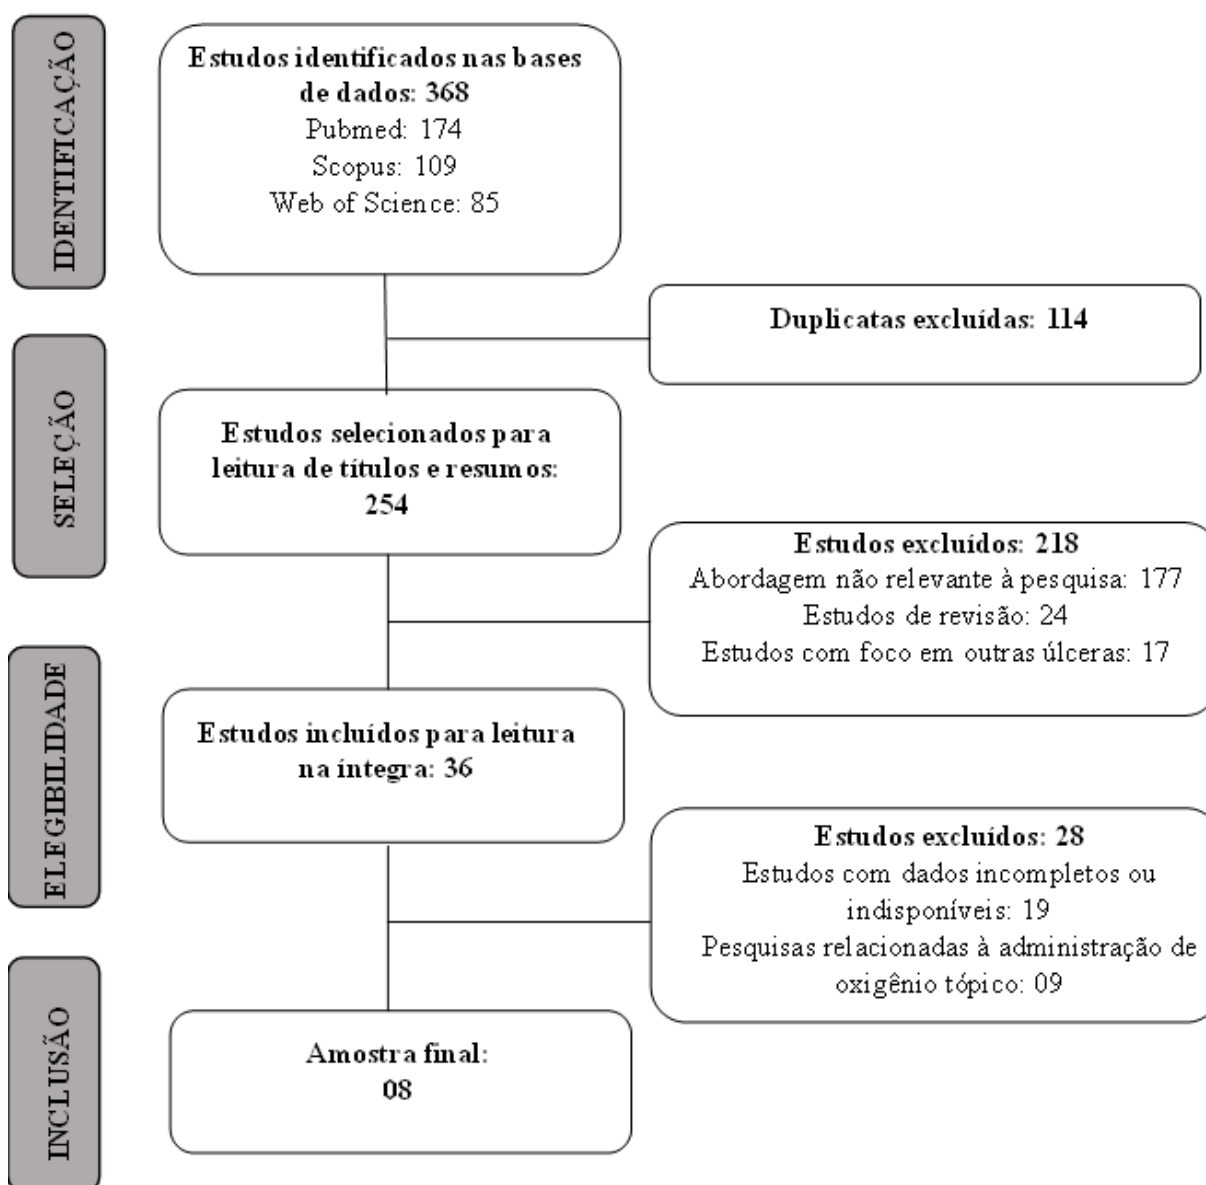 IDENTIFICAÇÃO
Estudos identificados nas bases
de dados: 368
Pubmed: 174
Scopus: 109
Web of Science: 85
Duplicatas excluídas: 114
SELEÇÃO
Estudos selecionados para
leitura de títulos e resumos:
254
Estudos excluídos: 218
Abordagem não relevante à pesquisa: 177
Estudos de revisão: 24
Estudos com foco em outras úlceras: 17
ELEGIBILIDADE
Estudos incluídos para leitura
na íntegra: 36
Estudos excluídos: 28
Estudos com dados incompletos ou
indisponíveis: 19
Pesquisas relacionadas à administração de
oxigênio tópico: 09
INCLUSÃO
Amostra final:
08